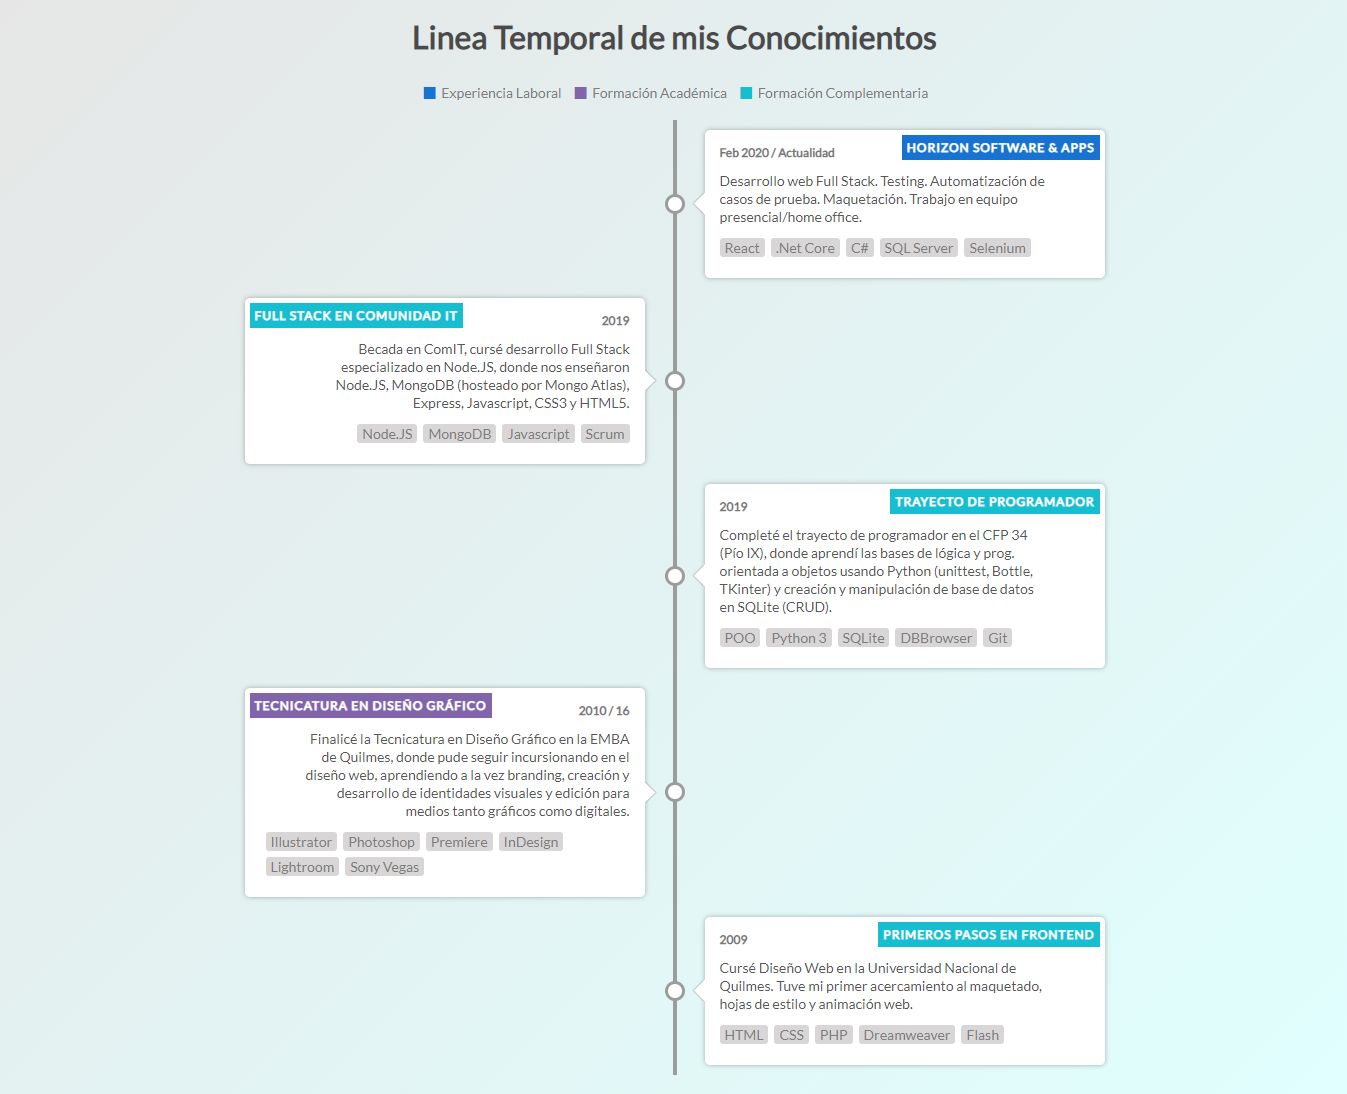 Linea Temporal de mis Conocimientos
Experiencia Laboral Formación Académica Formación Complementaria
Feb 2020 / Actualidad
HORIZON SOFTWARE & APPS
Desarrollo web Full Stack. Testing. Automatización de
casos de prueba. Maquetación. Trabajo en equipo
presencial/home office.
React .Net Core C# SQL Server Selenium
FULL STACK EN COMUNIDAD IT
2019
Becada en ComIT, cursé desarrollo Full Stack
especializado en Node.JS, donde nos enseñaron
Node.JS, MongoDB (hosteado por Mongo Atlas),
Express, Javascript, CSS3 y HTML5.
Node.JS MongoDB Javascript Scrum
2019
TRAYECTO DE PROGRAMADOR
Completé el trayecto de programador en el CFP 34
(Pío IX), donde aprendí las bases de lógica y prog.
orientada a objetos usando Python (unittest, Bottle,
TKinter) y creación y manipulación de base de datos
en SQLite (CRUD).
POO Python 3 SQLite DBBrowser Git
TECNICATURA EN DISEÑO GRÁFICO
2010 / 16
Finalicé la Tecnicatura en Diseño Gráfico en la EMBA
de Quilmes, donde pude seguir incursionando en el
diseño web, aprendiendo a la vez branding, creación y
desarrollo de identidades visuales y edición para
medios tanto gráficos como digitales.
Illustrator Photoshop Premiere InDesign
Lightroom Sony Vegas
2009
PRIMEROS PASOS EN FRONTEND
Cursé Diseño Web en la Universidad Nacional de
Quilmes. Tuve mi primer acercamiento al maquetado,
hojas de estilo y animación web.
HTML CSS PHP Dreamweaver Flash